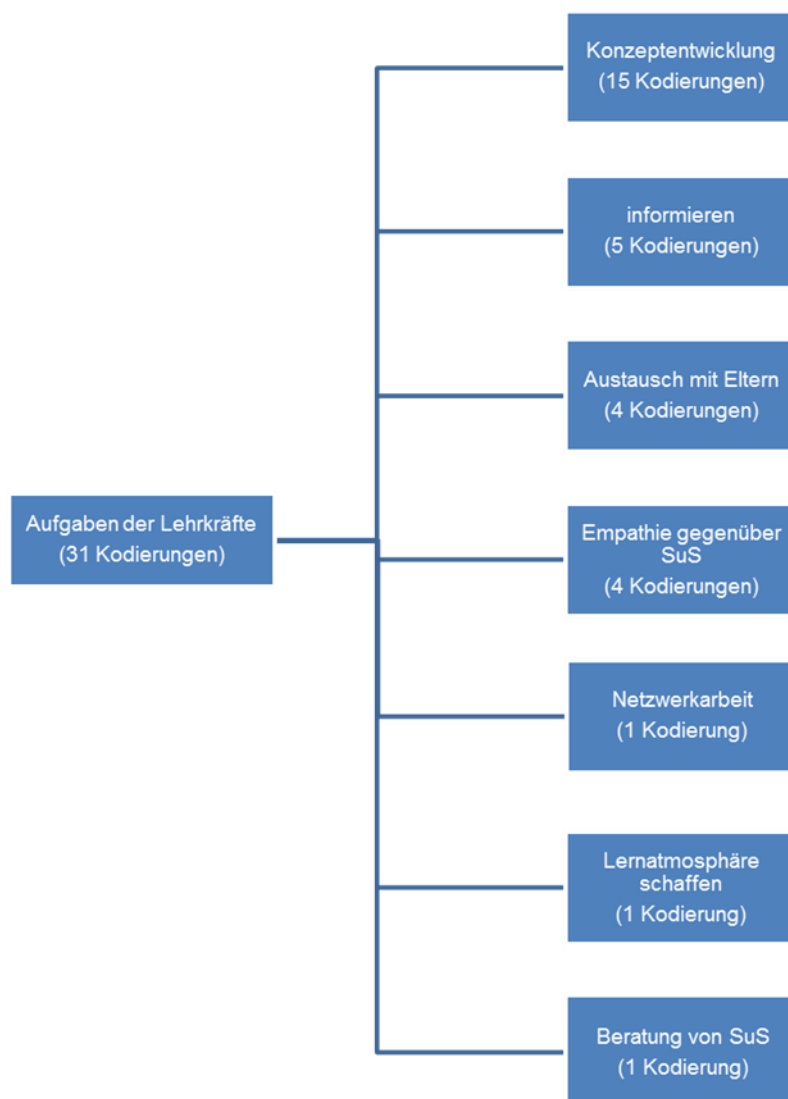 Konzeptentwicklung
(15 Kodierungen)
informieren
(5 Kodierungen)
Austausch mit Eltern
(4 Kodierungen)
Aufgaben der Lehrkräfte
(31 Kodierungen)
Empathie gegenüber
SuS
(4 Kodierungen)
Netzwerkarbeit
(1 Kodierung)
Lernatmosphäre
schaffen
(1 Kodierung)
Beratung von SuS
(1 Kodierung)